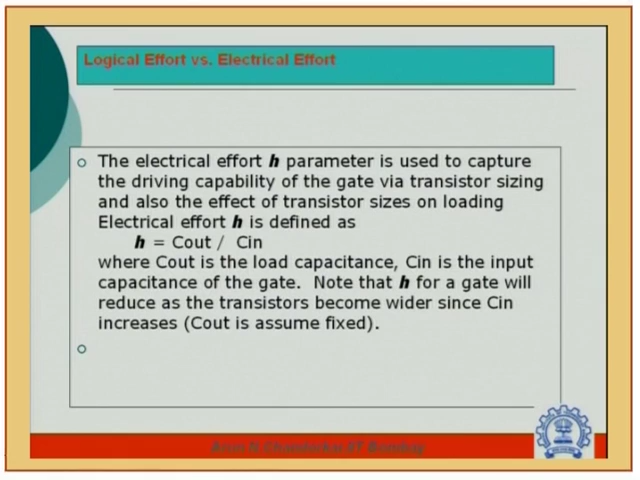 Logical Effort vs. Electrical Effort
The electrical effort h parameter is used to capture
the driving capability of the gate via transistor sizing
and also the effect of transistor sizes on loading
Electrical effort h is defined as
h = Cout / Cin
where Cout is the load capacitance, Cin is the input
capacitance of the gate. Note that h for a gate will
reduce as the transistors become wider since Cin
increases (Cout is assume fixed).